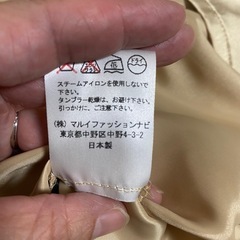 ドライ
スチームアイロンを使用しないで
下さい。
タンブラー乾燥は、お避け下さい。
引っかけに、ご注意下さい。
(株)マルイファッションナビ
東京都中野区中野4-3-2
日本製